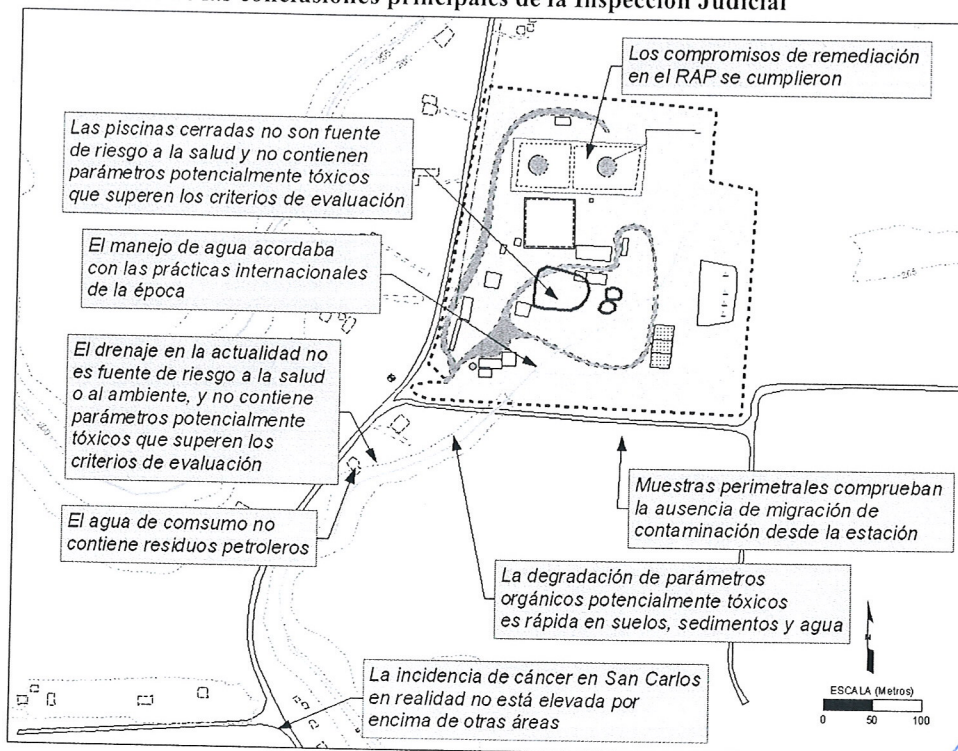 las conclusiones principales de la Inspección Judicial
Los compromisos de remediación
en el RAP se cumplieron
Las piscinas cerradas no son fuente
de riesgo a la salud y no contienen
parámetros potencialmente tóxicos
que superen los criterios de evaluación
El manejo de agua acordaba
con las prácticas internacionales
de la época
El drenaje en la actualidad no
es fuente de riesgo a la salud
o al ambiente, y no contiene
parámetros potencialmente
tóxicos que superen los
criterios de evaluación
El agua de comsumo no
contiene residuos petroleros
Muestras perimetrales comprueban
la ausencia de migración de
contaminación desde la estación
La degradación de parámetros
orgánicos potencialmente tóxicos
es rápida en suelos, sedimentos y agua
La incidencia de cáncer en San Carlos
en realidad no está elevada por
encima de otras áreas
ESCALA (Metros)
0 50 100